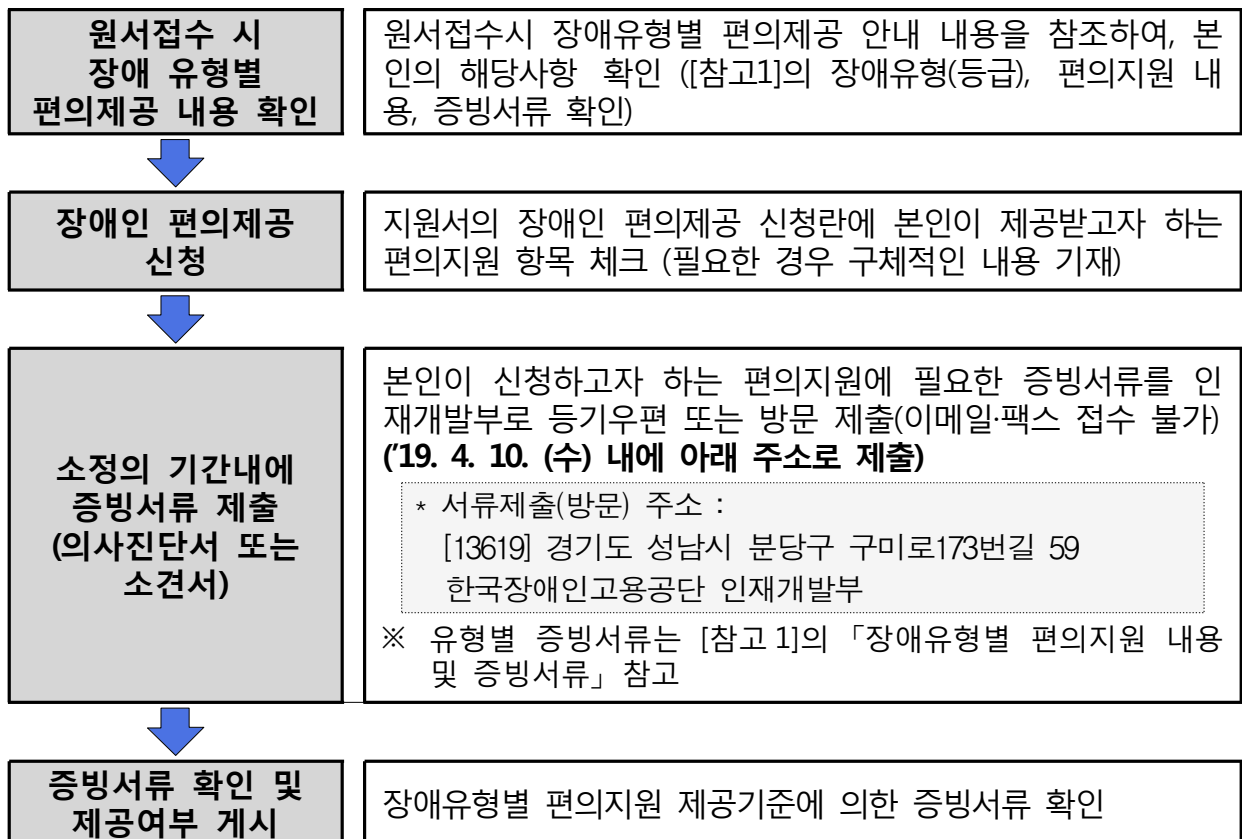 원서접수 시
장애 유형별
편의제공 내용 확인
원서접수시 장애유형별 편의제공 안내 내용을 참조하여, 본
인의 해당사항 확인 ([참고1]의 장애유형(등급), 편의지원 내
용, 증빙서류 확인)
장애인 편의제공
신청
지원서의 장애인 편의제공 신청란에 본인이 제공받고자 하는
편의지원 항목 체크 (필요한 경우 구체적인 내용 기재)
소정의 기간내에
증빙서류 제출
(의사진단서 또는
소견서)
본인이 신청하고자 하는 편의지원에 필요한 증빙서류를 인
재개발부로 등기우편 또는 방문 제출(이메일·팩스 접수 불가)
('19. 4. 10. (수) 내에 아래 주소로 제출)
* 서류제출(방문) 주소 :
[13619] 경기도 성남시 분당구 구미로173번길 59
한국장애인고용공단 인재개발부
※ 유형별 증빙서류는 [참고 1]의 「장애유형별 편의지원 내용
및 증빙서류」 참고
증빙서류 확인 및
제공여부 게시
장애유형별 편의지원 제공기준에 의한 증빙서류 확인